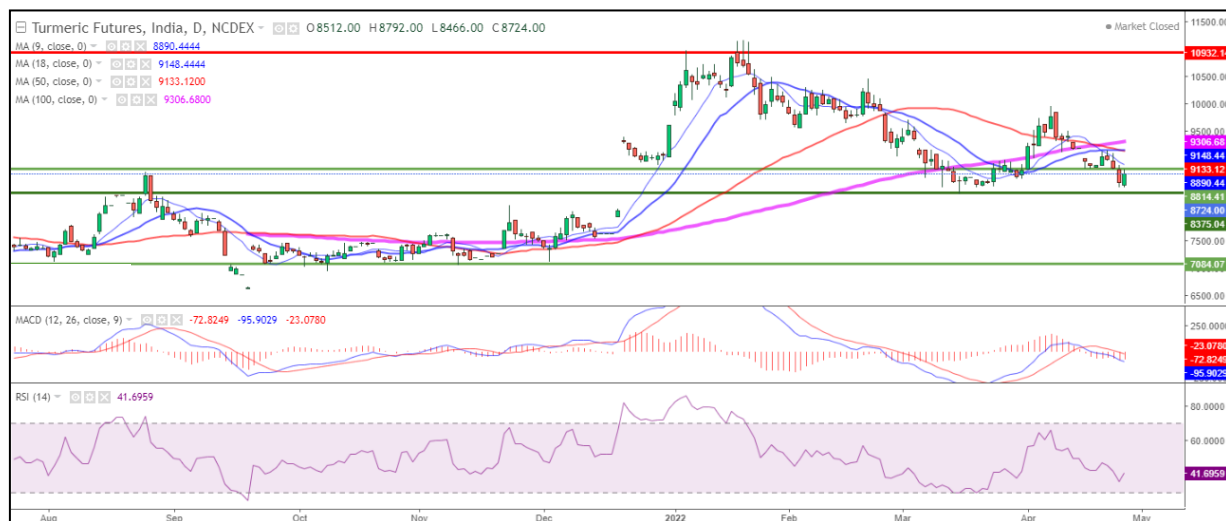 Turmeric Futures, India, D, NCDEX O8512.00 H8792.00 L8466.00 C8724.00
Market Closed
MA (9, close, 0) 8890.4444
MA (18, close, 0) 9148.4444
MA (50, close, 0) 9133.1200
MA (100, close, 0) 9306.6800
11500.00
10932.14
10500.00
10000.00
9500.00
9306.68
9148.44
9133.12
8890.44
8814.41
8724.00
8375.04
7500.00
7084.07
6500.00
MACD (12, 26, close, 9) -72.8249 -95.9029 -23.0780
250.0000
-23.0780
-72.8249
-95.9029
RSI (14) 41.6959
80.0000
60.0000
41.6959
Aug Sep Oct Nov Dec 2022 Feb Mar Apr May